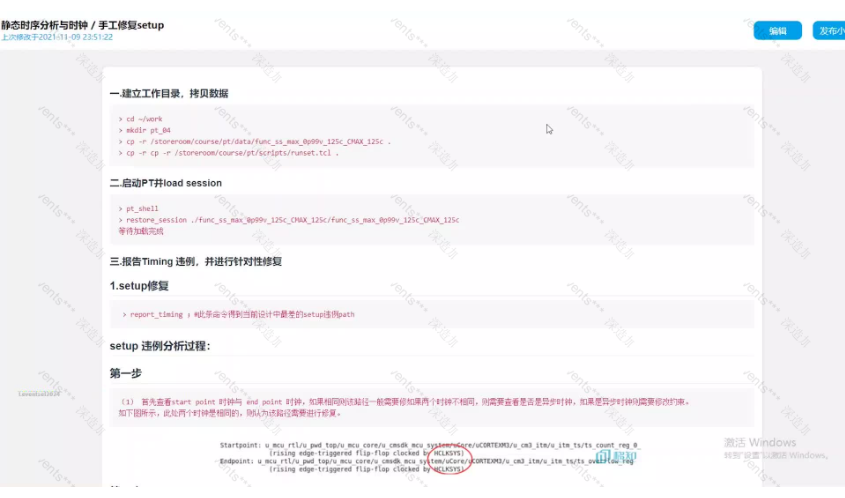 静态时序分析与时钟 / 手工修复setup
上次修改于2021-11-09 23:51:22
编辑
发布小
一.建立工作目录，拷贝数据
> cd ~/work
> mkdir pt_04
> cp -r /storeroom/course/pt/data/func_ss_max_0p99v_125c_CMAX_125c .
> cp -r cp -r /storeroom/course/pt/scripts/runset.tcl .
二.启动PT并load session
> pt_shell
> restore_session ./func_ss_max_0p99v_125c_CMAX_125c/func_ss_max_0p99v_125c_CMAX_125c
等待加载完成
三.报告Timing 违例，并进行针对性修复
1.setup修复
> report_timing ; #此条命令得到当前设计中最差的setup违例path
setup 违例分析过程：
第一步
（1） 首先查看start point 时钟与 end point 时钟，如果相同则该路径一般需要修如果两个时钟不相同，则需要查看是否是异步时钟，如果是异步时钟则需要修改约束。
如下图所示，此处两个时钟是相同的，则认为该路径需要进行修复。
Startpoint: u_mcu_rtl/u_pwd_top/u_mcu_core/u_cmsdk_mcu_system/uCore/uCORTEXM3/u_cm3_itm/u_itm_ts/ts_count_reg_0_
(rising edge-triggered flip-flop clocked by HCLKSYS)
Endpoint: u_mcu_rtl/u_pwd_top/u_mcu_core/u_cmsdk_mcu_system/uCore/uCORTEXM3/u_cm3_itm/u_itm_ts/ts_overflow_reg
(rising edge-triggered flip-flop clocked by HCLKSYS)
激活 Windows
转到"设置"以激活 Windows。